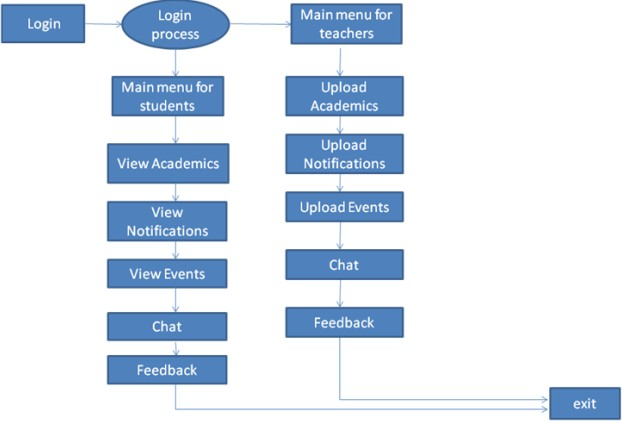 Login
Login
process
Main menu for
teachers
Main menu for
students
View Academics
View
Notifications
View Events
Chat
Feedback
Upload
Academics
Upload
Notifications
Upload Events
Chat
Feedback
exit